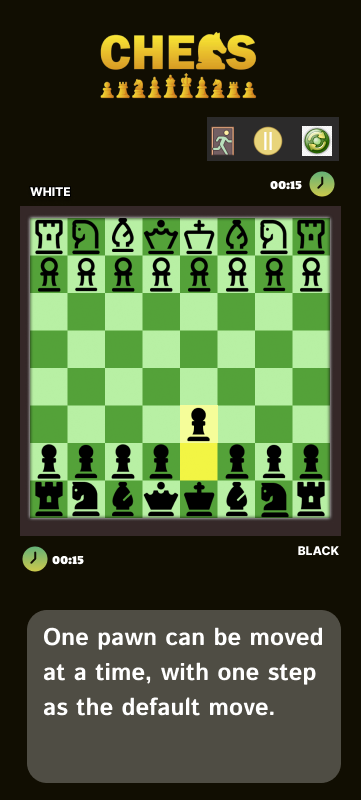 CHESS
WHITE
00:15
00:15
BLACK
One pawn can be moved
at a time, with one step
as the default move.